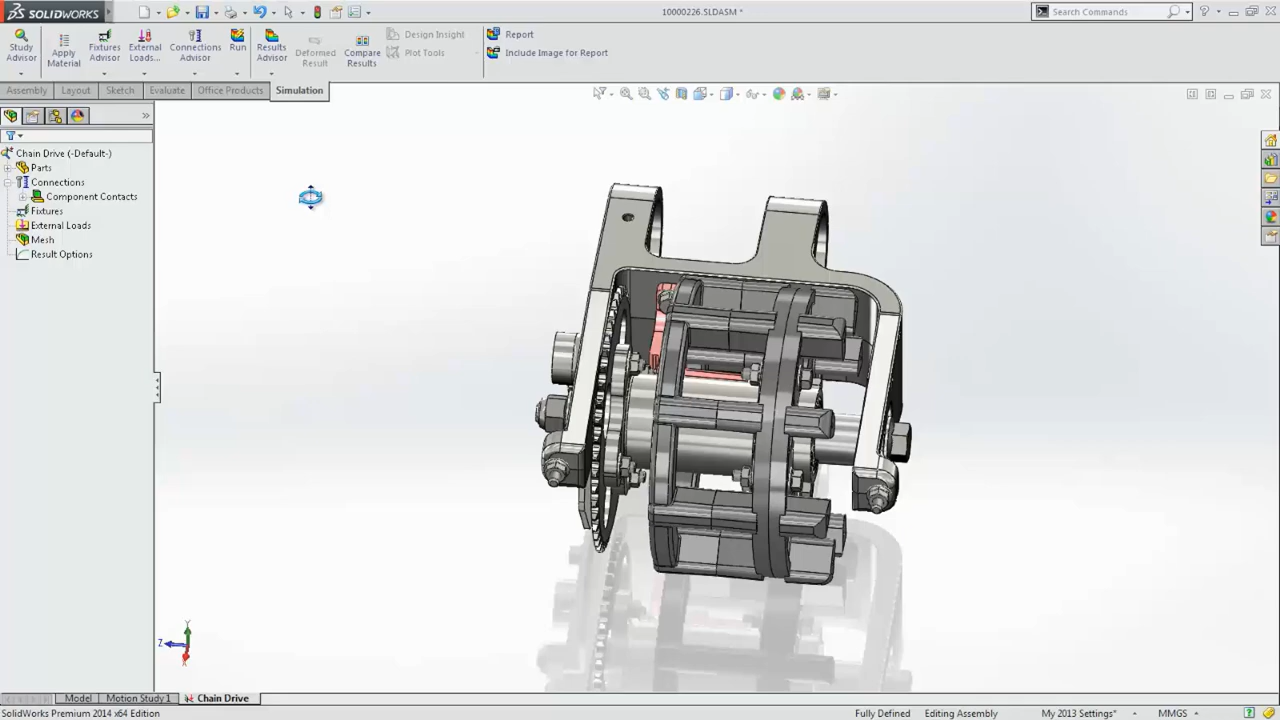 SOLIDWORKS
10000226.SLDASM *
Search Commands
Study Advisor
Apply Material
Fixtures Advisor
External Loads...
Connections Advisor
Run
Results Advisor
Deformed Result
Compare Results
Design Insight
Plot Tools
Report
Include Image for Report
Assembly
Layout
Sketch
Evaluate
Office Products
Simulation
Chain Drive (-Default-)
Parts
Connections
Component Contacts
Fixtures
External Loads
Mesh
Result Options
Y
Z
X
Model
Motion Study 1
Chain Drive
SolidWorks Premium 2014 x64 Edition
Fully Defined
Editing Assembly
My 2013 Settings*
MMGS